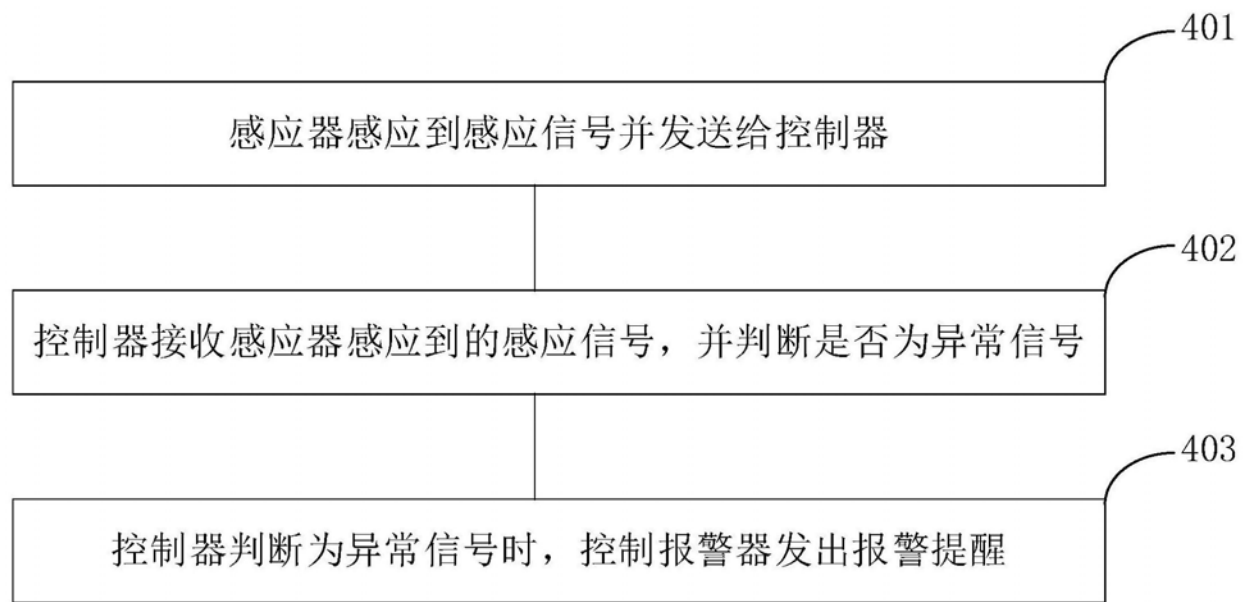 401
感应器感应到感应信号并发送给控制器
402
控制器接收感应器感应到的感应信号，并判断是否为异常信号
403
控制器判断为异常信号时，控制报警器发出报警提醒